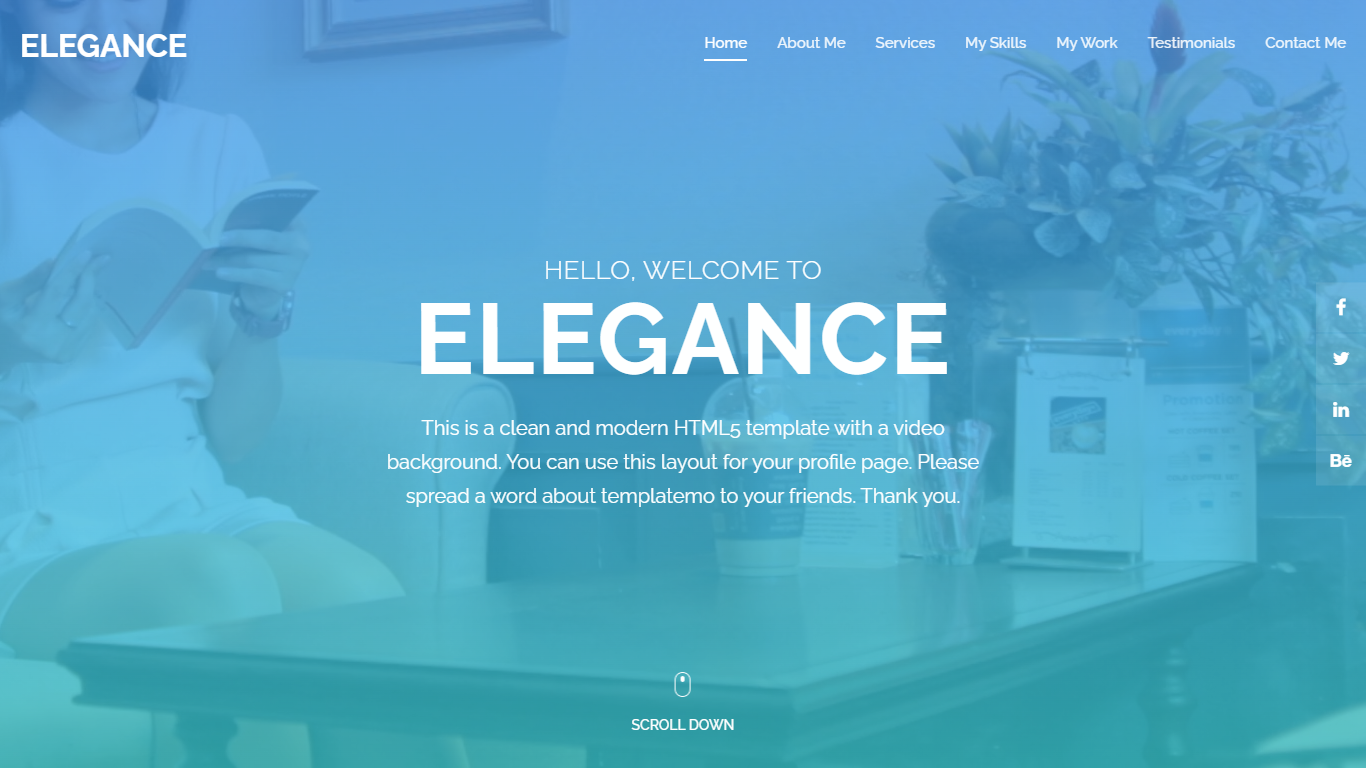 ELEGANCE
Home About Me Services My Skills My Work Testimonials Contact Me
HELLO, WELCOME TO
ELEGANCE
This is a clean and modern HTML5 template with a video
background. You can use this layout for your profile page. Please
spread a word about templatemo to your friends. Thank you.
Bē
Promotion
SCROLL DOWN